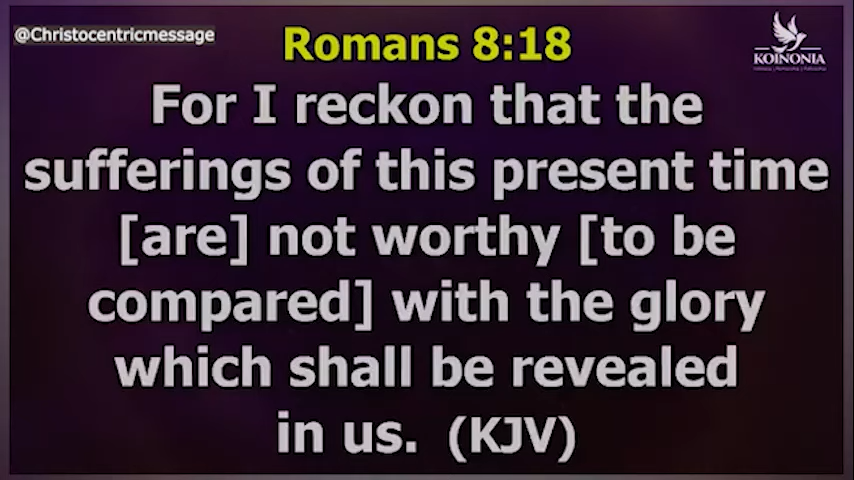 @Christocentricmessage
Romans 8:18
KOINONIA
For I reckon that the
sufferings of this present time
[are] not worthy [to be
compared] with the glory
which shall be revealed
in us. (KJV)